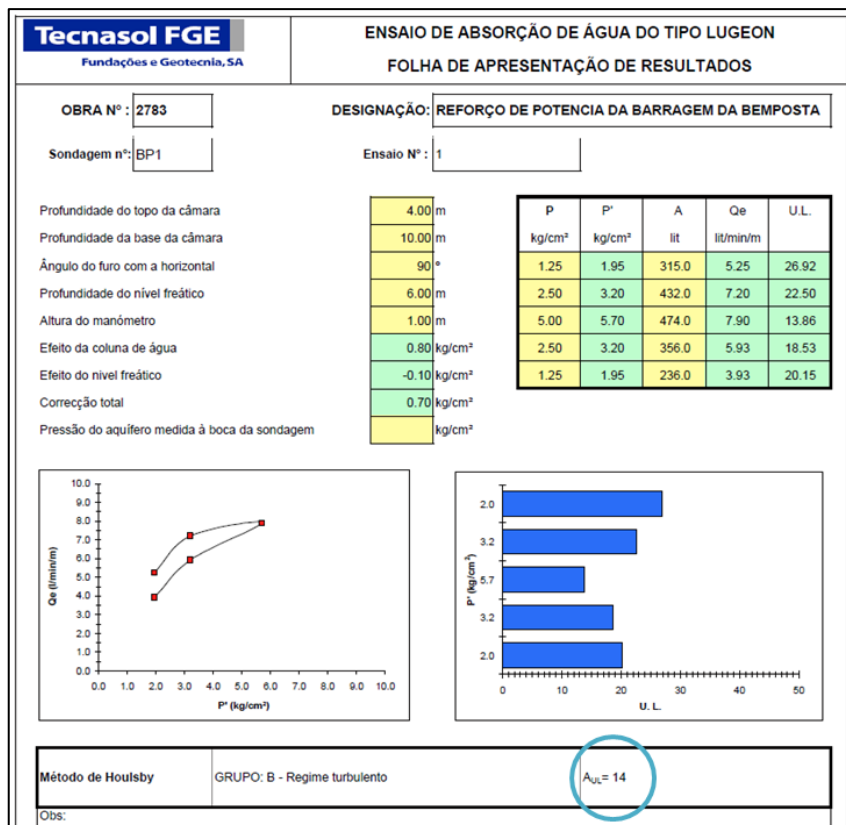 Tecnasol FGE
Fundações e Geotecnia, SA
ENSAIO DE ABSORÇÃO DE ÁGUA DO TIPO LUGEON
FOLHA DE APRESENTAÇÃO DE RESULTADOS
OBRA Nº : 2783 DESIGNAÇÃO: REFORÇO DE POTENCIA DA BARRAGEM DA BEMPOSTA
Sondagem nº: BP1 Ensaio Nº : 1
Profundidade do topo da câmara 4.00 m
Profundidade da base da câmara 10.00 m
Ângulo do furo com a horizontal 90 º
Profundidade do nível freático 6.00 m
Altura do manómetro 1.00 m
Efeito da coluna de água 0.80 kg/cm²
Efeito do nivel freático -0.10 kg/cm²
Correcção total 0.70 kg/cm²
Pressão do aquífero medida à boca da sondagem kg/cm²
P P' A Qe U.L.
kg/cm² kg/cm² lit lit/min/m
1.25 1.95 315.0 5.25 26.92
2.50 3.20 432.0 7.20 22.50
5.00 5.70 474.0 7.90 13.86
2.50 3.20 356.0 5.93 18.53
1.25 1.95 236.0 3.93 20.15
Qe (l/min/m)
10.0
9.0
8.0
7.0
6.0
5.0
4.0
3.0
2.0
1.0
0.0
0.0 1.0 2.0 3.0 4.0 5.0 6.0 7.0 8.0 9.0 10.0
P' (kg/cm²)
P' (kg/cm²)
2.0
3.2
5.7
3.2
2.0
0 10 20 30 40 50
U. L.
Método de Houlsby GRUPO: B - Regime turbulento AUL= 14
Obs: